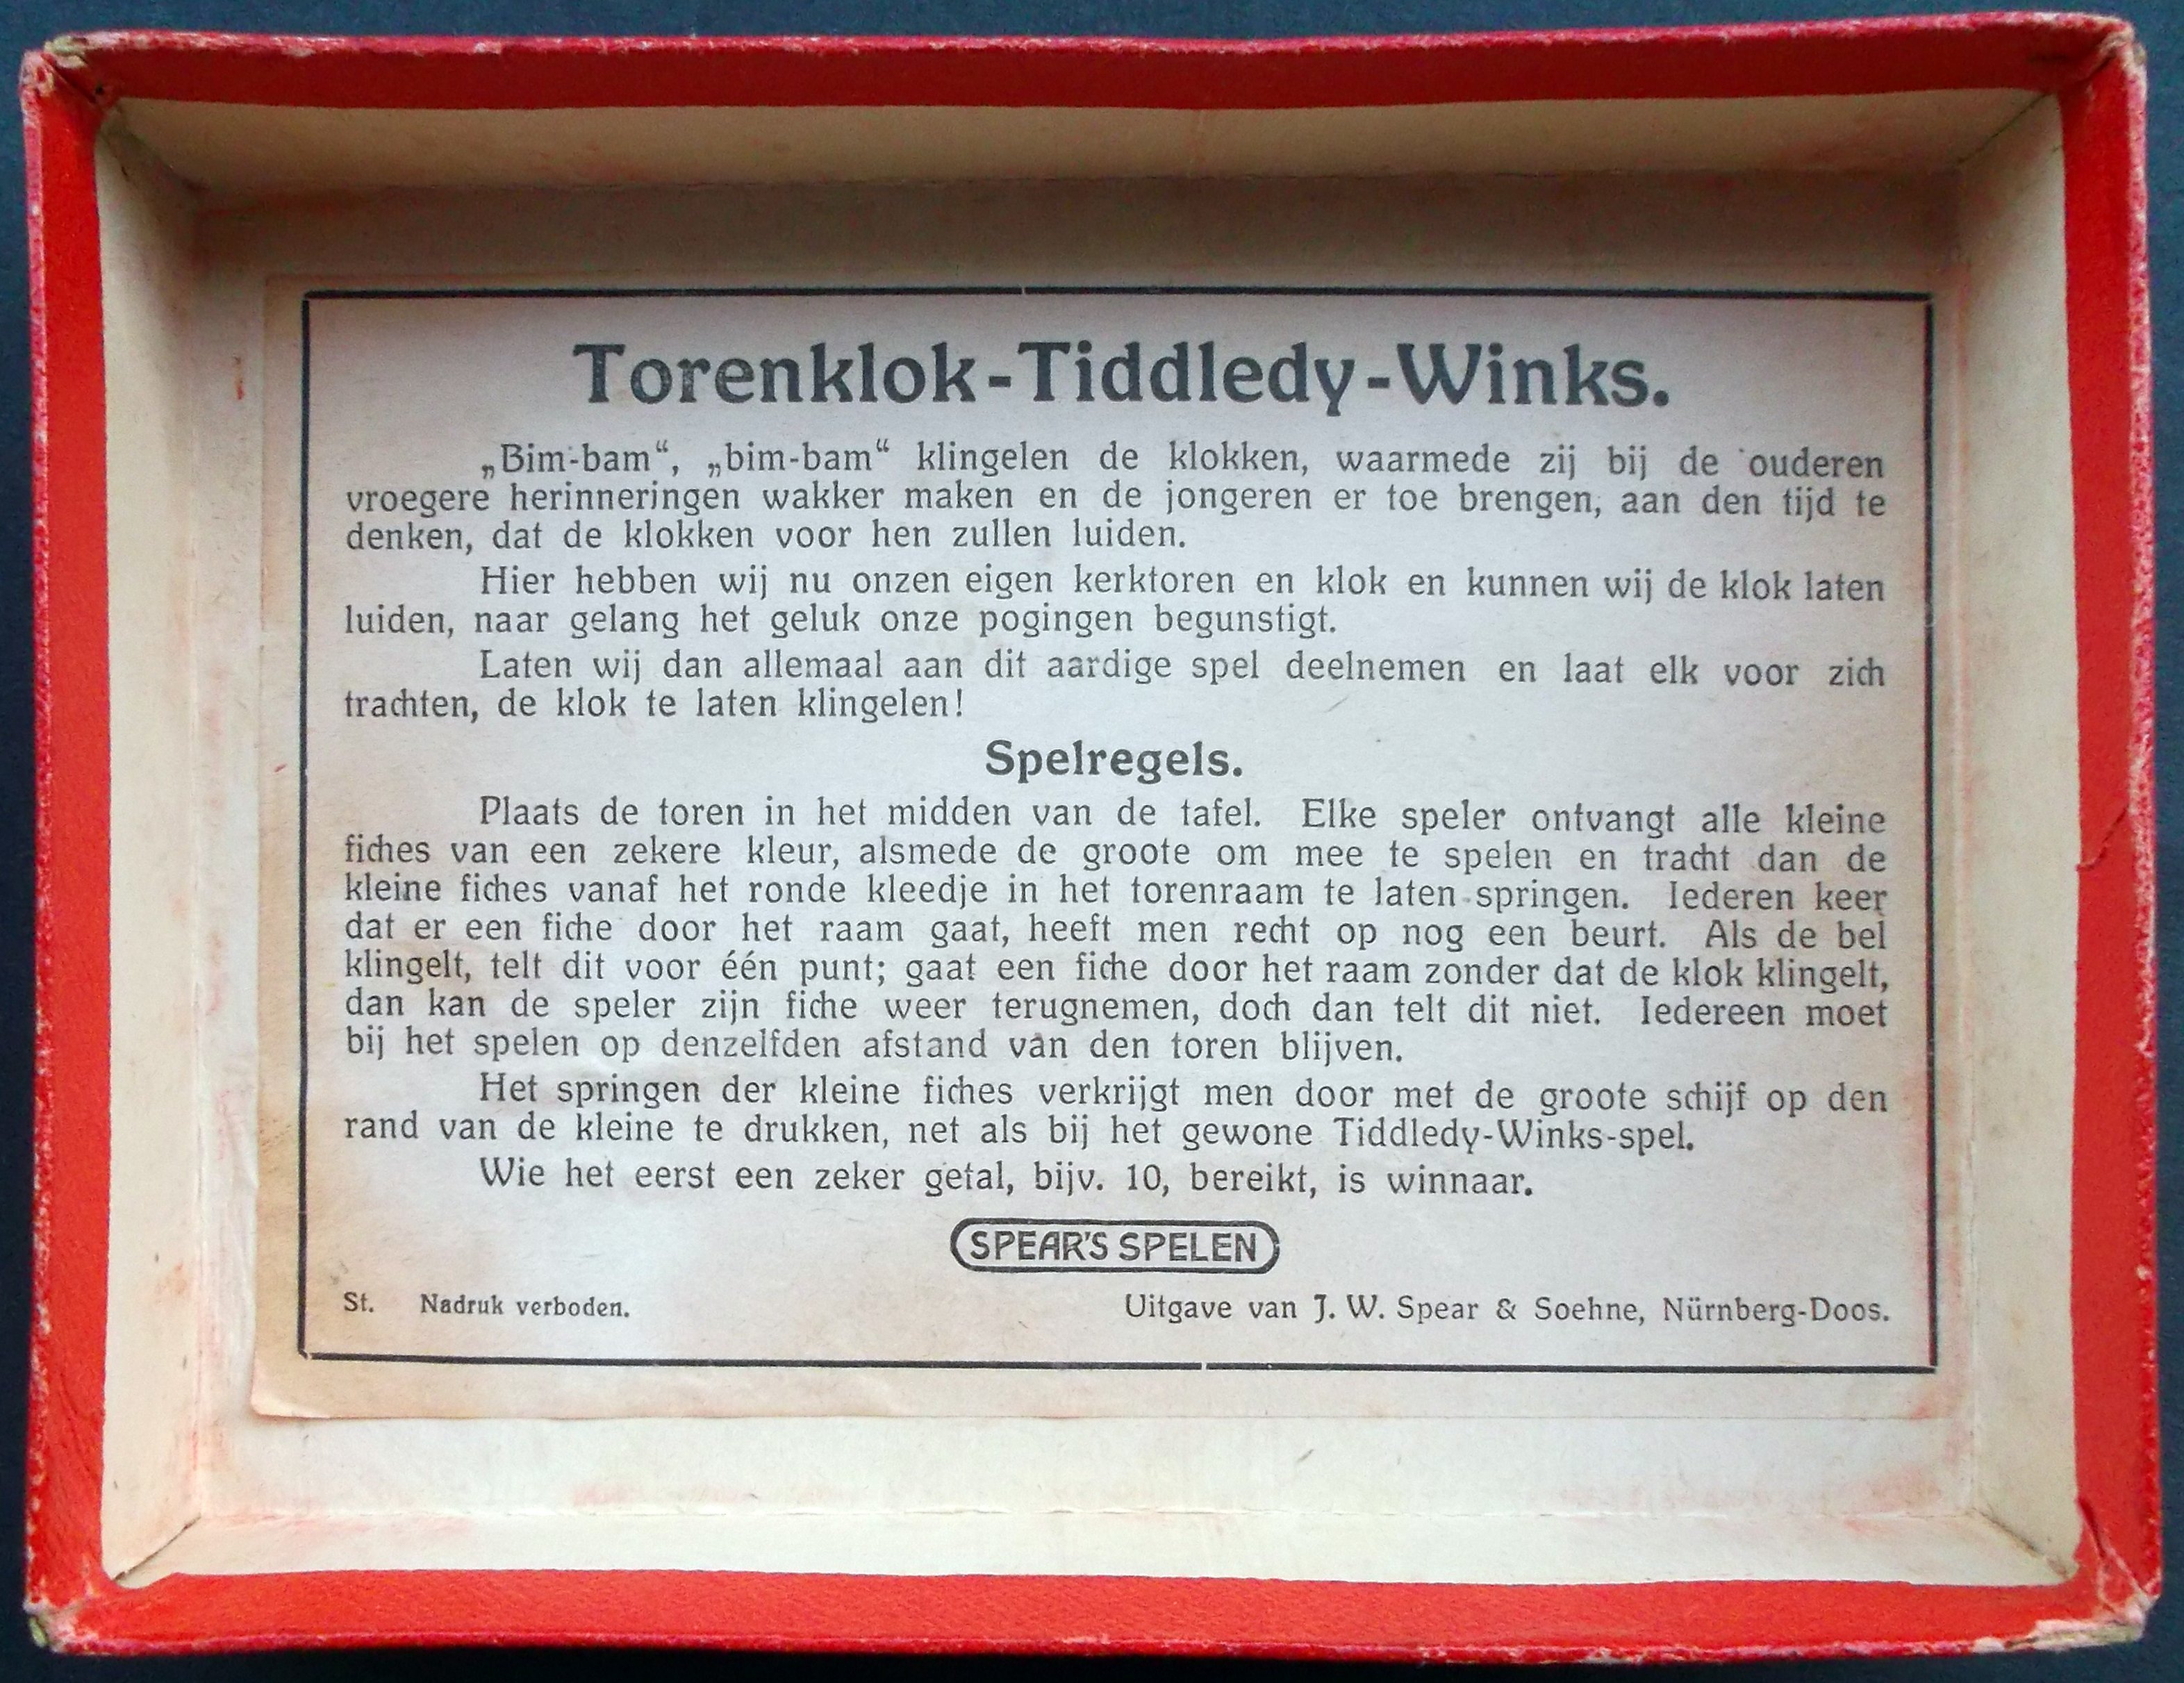 Torenklok-Tiddledy-Winks.
„Bim-bam“, „bim-bam“ klingelen de klokken, waarmede zij bij de ouderen
vroegere herinneringen wakker maken en de jongeren er toe brengen, aan den tijd te
denken, dat de klokken voor hen zullen luiden.
Hier hebben wij nu onzen eigen kerktoren en klok en kunnen wij de klok laten
luiden, naar gelang het geluk onze pogingen begunstigt.
Laten wij dan allemaal aan dit aardige spel deelnemen en laat elk voor zich
trachten, de klok te laten klingelen!
Spelregels.
Plaats de toren in het midden van de tafel. Elke speler ontvangt alle kleine
fiches van een zekere kleur, alsmede de groote om mee te spelen en tracht dan de
kleine fiches vanaf het ronde kleedje in het torenraam te laten springen. Iederen keer
dat er een fiche door het raam gaat, heeft men recht op nog een beurt. Als de bel
klingelt, telt dit voor één punt; gaat een fiche door het raam zonder dat de klok klingelt,
dan kan de speler zijn fiche weer terugnemen, doch dan telt dit niet. Iedereen moet
bij het spelen op denzelfden afstand van den toren blijven.
Het springen der kleine fiches verkrijgt men door met de groote schijf op den
rand van de kleine te drukken, net als bij het gewone Tiddledy-Winks-spel.
Wie het eerst een zeker getal, bijv. 10, bereikt, is winnaar.
SPEAR'S SPELEN
St. Nadruk verboden. Uitgave van J. W. Spear & Soehne, Nürnberg-Doos.